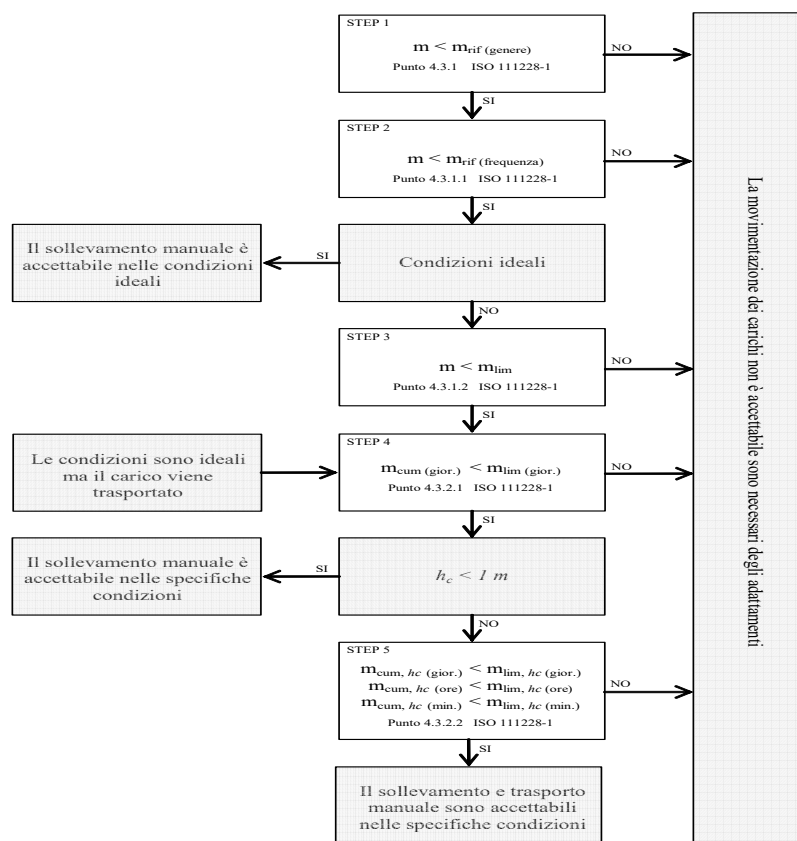 STEP 1
m < mrif (genere)
Punto 4.3.1 ISO 111228-1
NO
SI
STEP 2
m < mrif (frequenza)
Punto 4.3.1.1 ISO 111228-1
NO
SI
Il sollevamento manuale è
accettabile nelle condizioni
ideali
SI
Condizioni ideali
NO
STEP 3
m < mlim
Punto 4.3.1.2 ISO 111228-1
NO
SI
Le condizioni sono ideali
ma il carico viene
trasportato
STEP 4
mcum (gior.) < mlim (gior.)
Punto 4.3.2.1 ISO 111228-1
NO
SI
Il sollevamento manuale è
accettabile nelle specifiche
condizioni
SI
hc < 1 m
NO
STEP 5
mcum, hc (gior.) < mlim, hc (gior.)
mcum, hc (ore) < mlim, hc (ore)
mcum, hc (min.) < mlim, hc (min.)
Punto 4.3.2.2 ISO 111228-1
NO
SI
Il sollevamento e trasporto
manuale sono accettabili
nelle specifiche condizioni
La movimentazione dei carichi non è accettabile sono necessari degli adattamenti